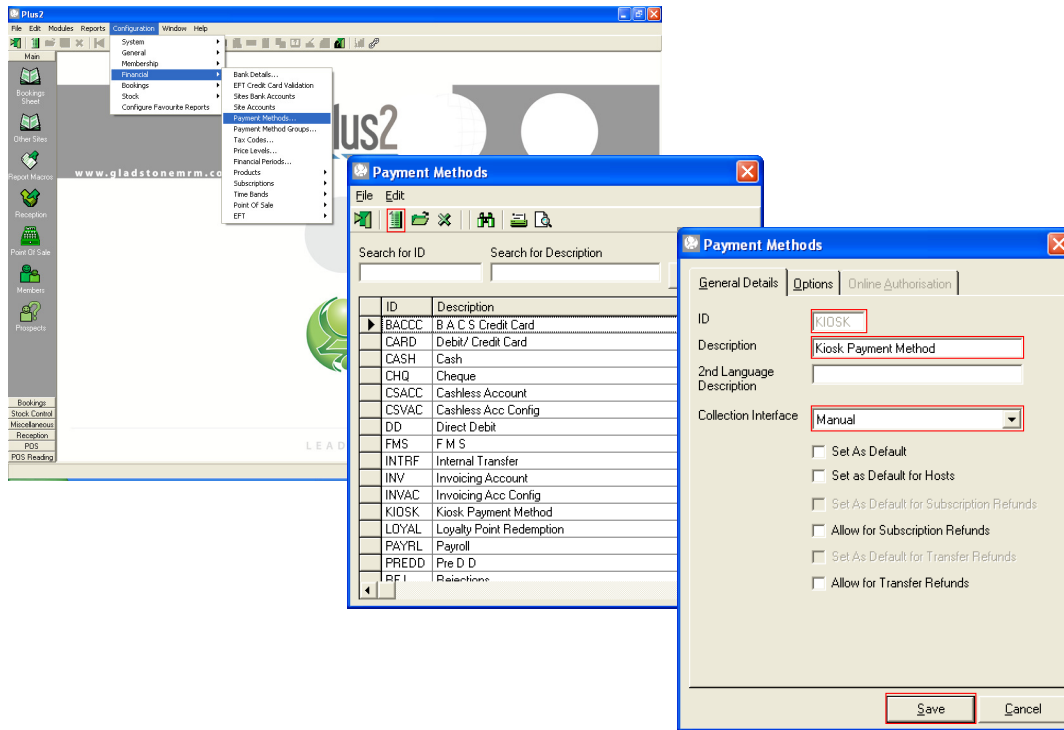 Plus2
File Edit Modules Reports Configuration Window Help
System
General
Membership
Financial
Bookings
Stock
Configure Favourite Reports
Bank Details...
EFT Credit Card Validation
Sites Bank Accounts
Site Accounts
Payment Methods...
Payment Method Groups...
Tax Codes...
Price Levels...
Financial Periods...
Products
Subscriptions
Time Bands
Point Of Sale
EFT
Main
Bookings
Sheet
Other Sites
Report Macros
Reception
Point Of Sale
Members
Prospects
Bookings
Stock Control
Miscellaneous
Reception
POS
POS Reading
lus2
www.gladstonemrm.co
LEAD
Payment Methods
File Edit
Search for ID Search for Description
ID Description
BACCC B A C S Credit Card
CARD Debit/ Credit Card
CASH Cash
CHQ Cheque
CSACC Cashless Account
CSVAC Cashless Acc Config
DD Direct Debit
FMS F M S
INTRF Internal Transfer
INV Invoicing Account
INVAC Invoicing Acc Config
KIOSK Kiosk Payment Method
LOYAL Loyalty Point Redemption
PAYRL Payroll
PREDD Pre D D
REJ Rejections
Payment Methods
General Details Options Online Authorisation
ID KIOSK
Description Kiosk Payment Method
2nd Language
Description
Collection Interface Manual
Set As Default
Set as Default for Hosts
Set As Default for Subscription Refunds
Allow for Subscription Refunds
Set As Default for Transfer Refunds
Allow for Transfer Refunds
Save Cancel